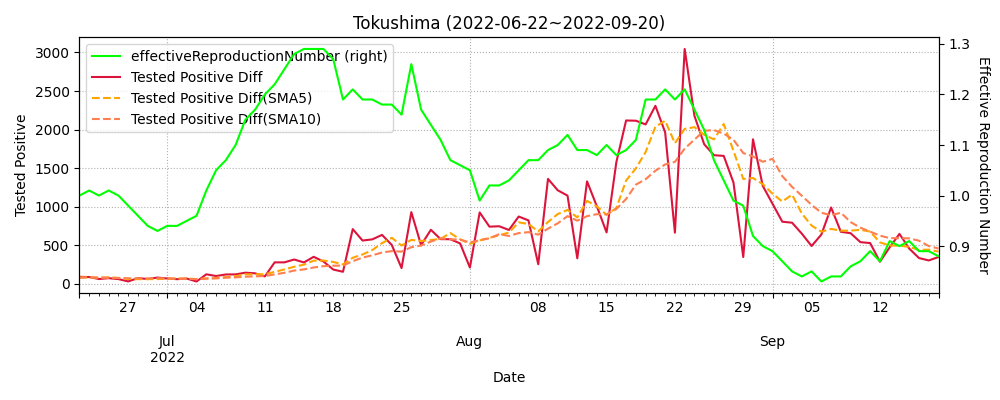 Tokushima (2022-06-22~2022-09-20)
effectiveReproductionNumber (right)
Tested Positive Diff
Tested Positive Diff(SMA5)
Tested Positive Diff(SMA10)
Tested Positive
3000
2500
2000
1500
1000
500
0
Effective Reproduction Number
1.3
1.2
1.1
1.0
0.9
27 04 11 18 25 08 15 22 29 05 12
Jul Aug Sep
2022
Date